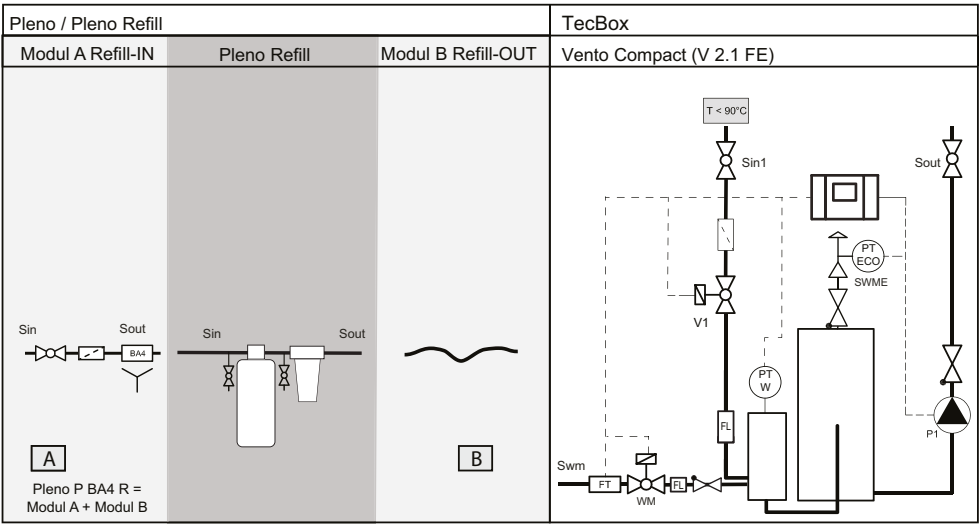 Pleno / Pleno Refill
TecBox
Modul A Refill-IN
Pleno Refill
Modul B Refill-OUT
Vento Compact (V 2.1 FE)
T < 90°C
Sin1
Sout
PT
ECO
SWME
V1
Sin
Sout
BA4
Sin
Sout
PT
W
FL
P1
A
B
Swm
FT
FL
WM
Pleno P BA4 R =
Modul A + Modul B